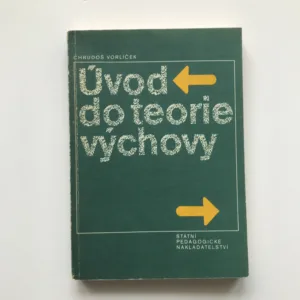 CHRUDOŠ VORLÍČEK
Úvod
do teorie
výchovy
STÁTNÍ
PEDAGOGICKÉ
NAKLADATELSTVÍ